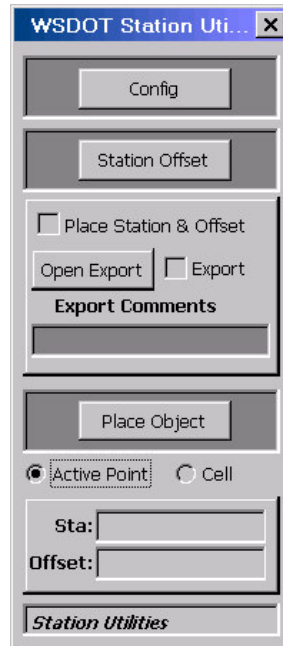 WSDOT Station Uti...
Config
Station Offset
Place Station & Offset
Open Export Export
Export Comments
Place Object
Active Point Cell
Sta:
Offset:
Station Utilities